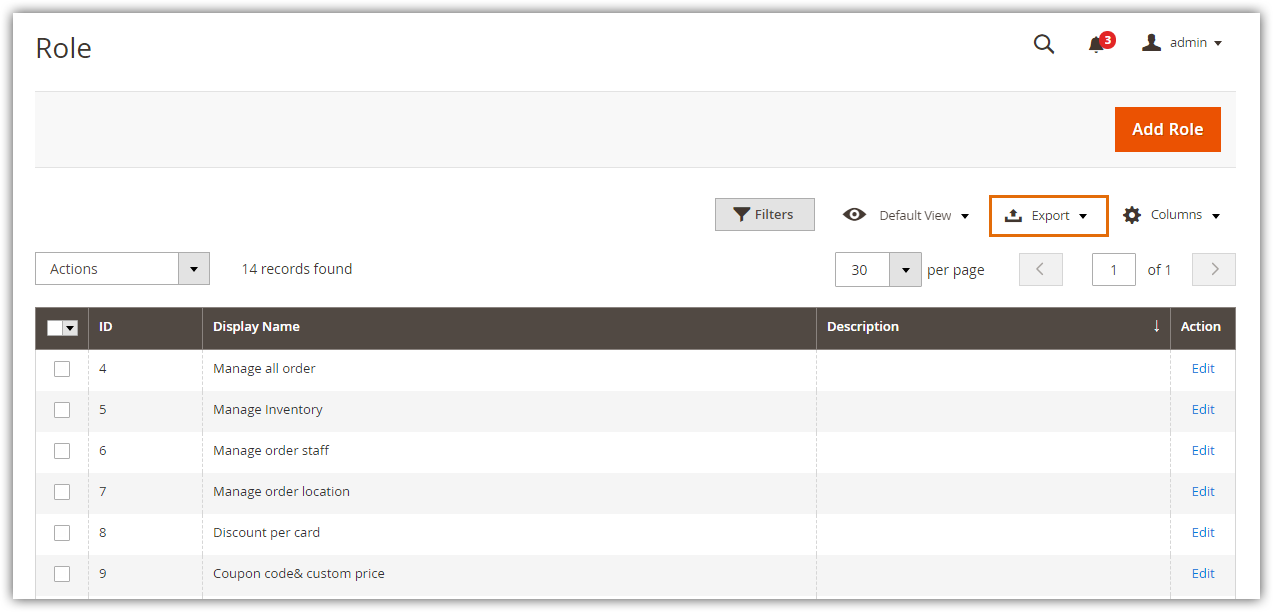 Role
3
admin
Add Role
Filters
Default View
Export
Columns
Actions
14 records found
30
per page
1
of 1
ID Display Name Description ↓ Action
4 Manage all order Edit
5 Manage Inventory Edit
6 Manage order staff Edit
7 Manage order location Edit
8 Discount per card Edit
9 Coupon code& custom price Edit